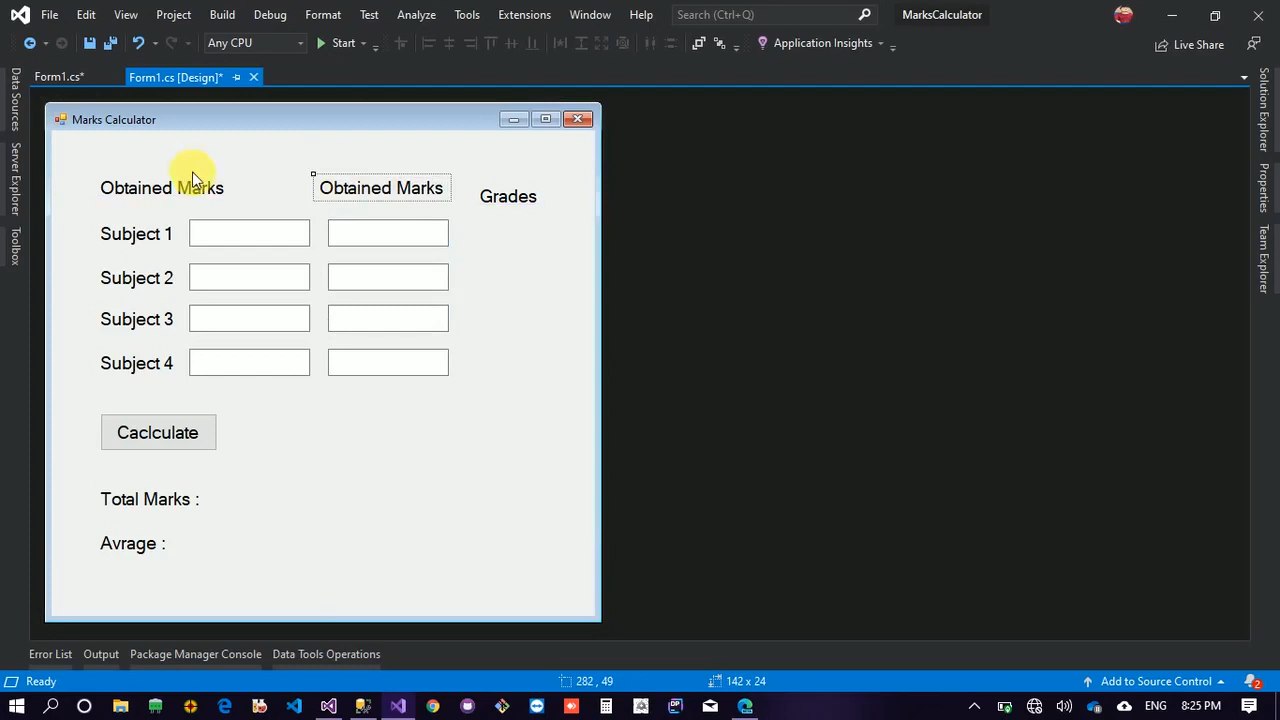 File Edit View Project Build Debug Format Test Analyze Tools Extensions Window Help Search (Ctrl+Q) MarksCalculator
Any CPU Start Application Insights Live Share
Form1.cs* Form1.cs [Design]*
Data Sources
Server Explorer
Toolbox
Solution Explorer
Properties
Team Explorer
Marks Calculator
Obtained Marks Obtained Marks Grades
Subject 1
Subject 2
Subject 3
Subject 4
Caclculate
Total Marks :
Avrage :
Error List Output Package Manager Console Data Tools Operations
Ready 282 , 49 142 x 24 Add to Source Control 2
ENG 8:25 PM